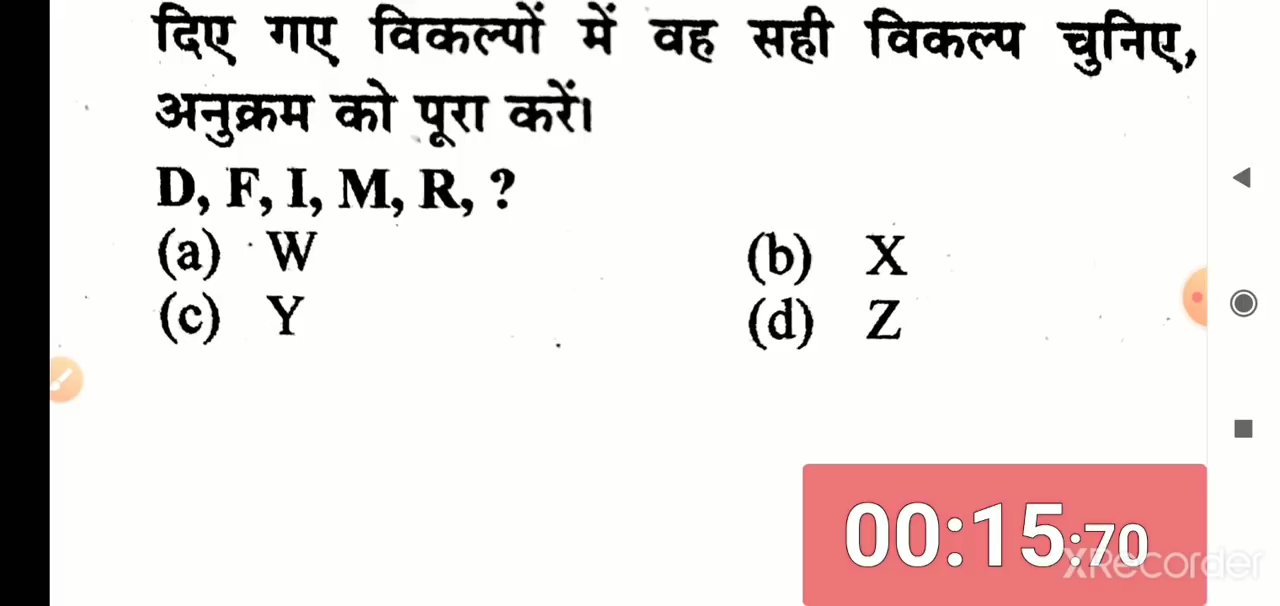 दिए गए विकल्पों में वह सही विकल्प चुनिए,
अनुक्रम को पूरा करें।
D, F, I, M, R, ?
(a) W (b) X
(c) Y (d) Z
00:15:70
XRecorder